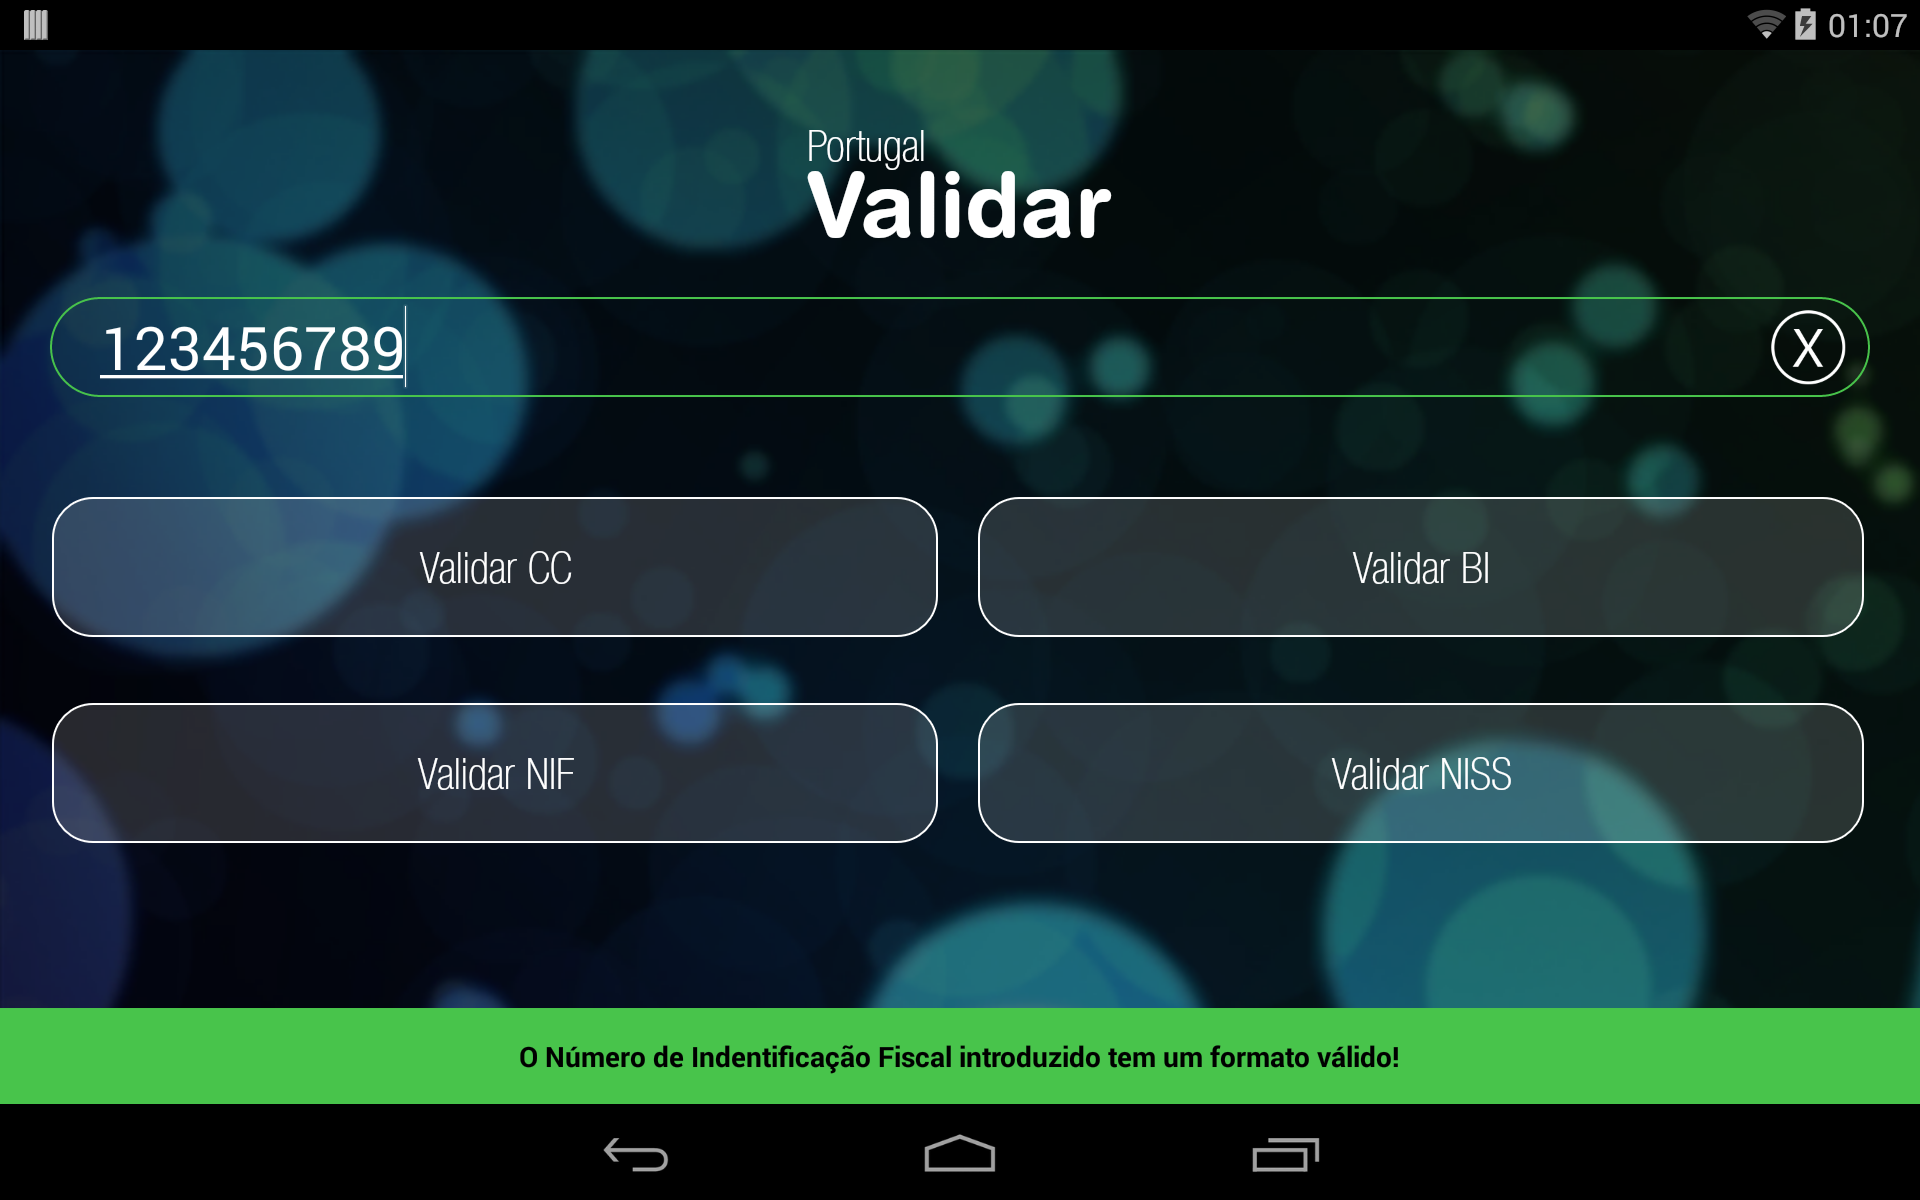 01:07
Portugal
Validar
123456789
X
Validar CC
Validar BI
Validar NIF
Validar NISS
O Número de Indentificação Fiscal introduzido tem um formato válido!